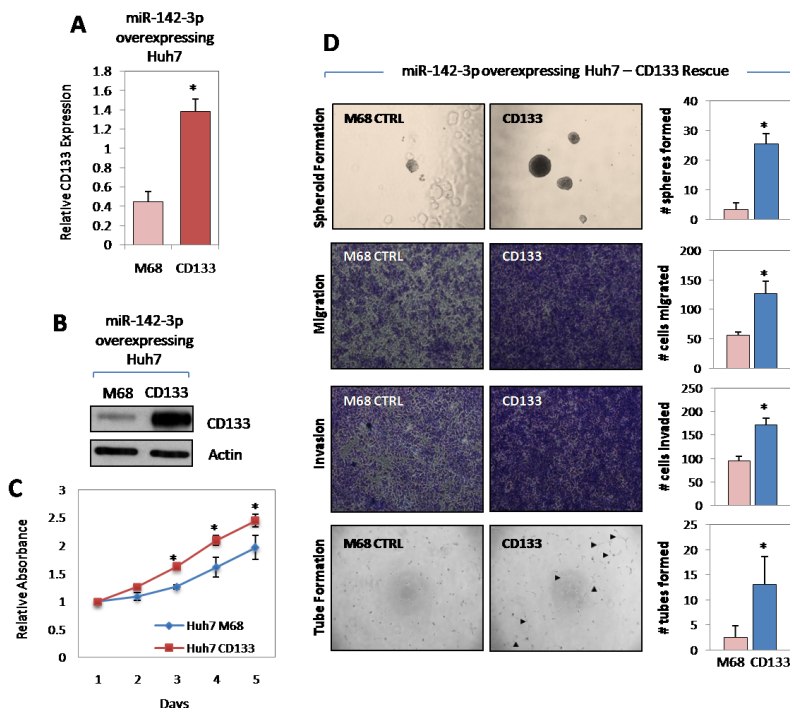 A
miR-142-3p
overexpressing
Huh7
Relative CD133 Expression
1.8
1.6
1.4
1.2
1
0.8
0.6
0.4
0.2
0
*
M68 CD133
B
miR-142-3p
overexpressing
Huh7
M68 CD133
CD133
Actin
C
Relative Absorbance
3
2.5
2
1.5
1
0.5
0
* * *
Huh7 M68
Huh7 CD133
1 2 3 4 5
Days
D
miR-142-3p overexpressing Huh7 – CD133 Rescue
Spheroid Formation
M68 CTRL
CD133
# spheres formed
40
30
20
10
0
*
Migration
M68 CTRL
CD133
# cells migrated
200
150
100
50
0
*
Invasion
M68 CTRL
CD133
# cells invaded
250
200
150
100
50
0
*
Tube Formation
M68 CTRL
CD133
# tubes formed
20
15
10
5
0
*
M68 CD133